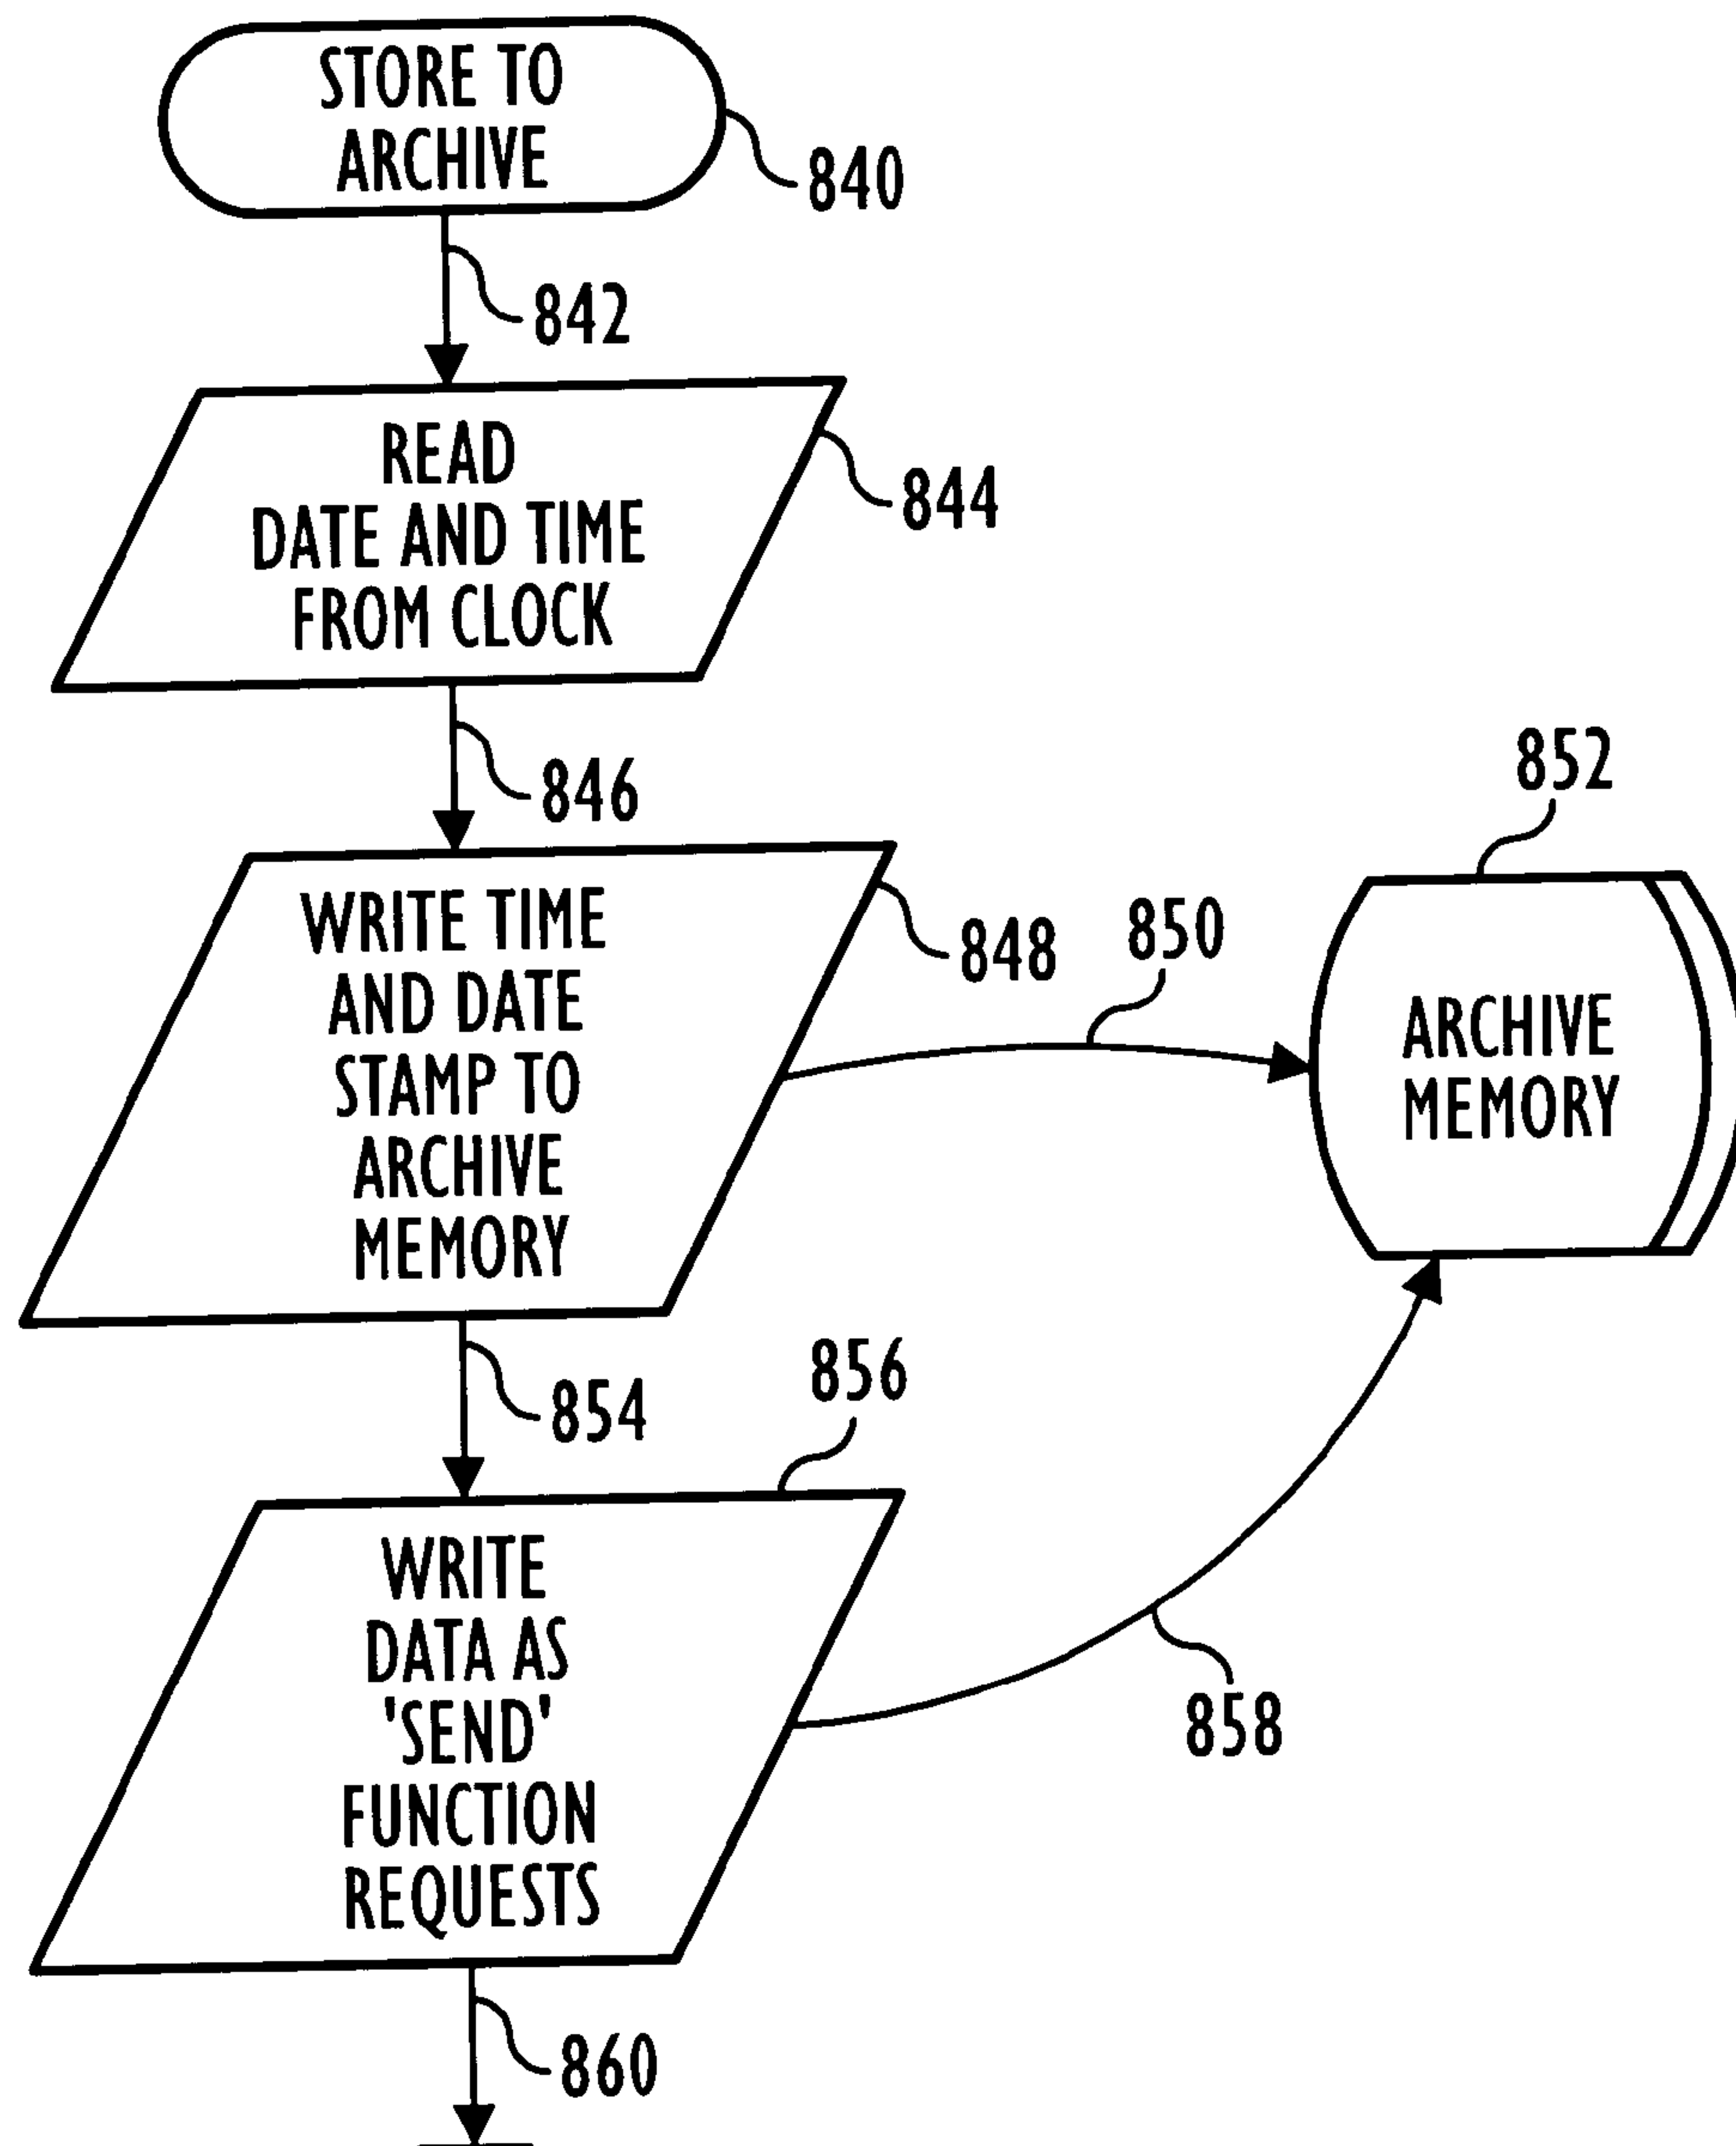 STORE TO
ARCHIVE
840
842
READ
DATE AND TIME
FROM CLOCK
844
846
WRITE TIME
AND DATE
STAMP TO
ARCHIVE
MEMORY
848
850
852
ARCHIVE
MEMORY
854
856
WRITE
DATA AS
'SEND'
FUNCTION
REQUESTS
858
860